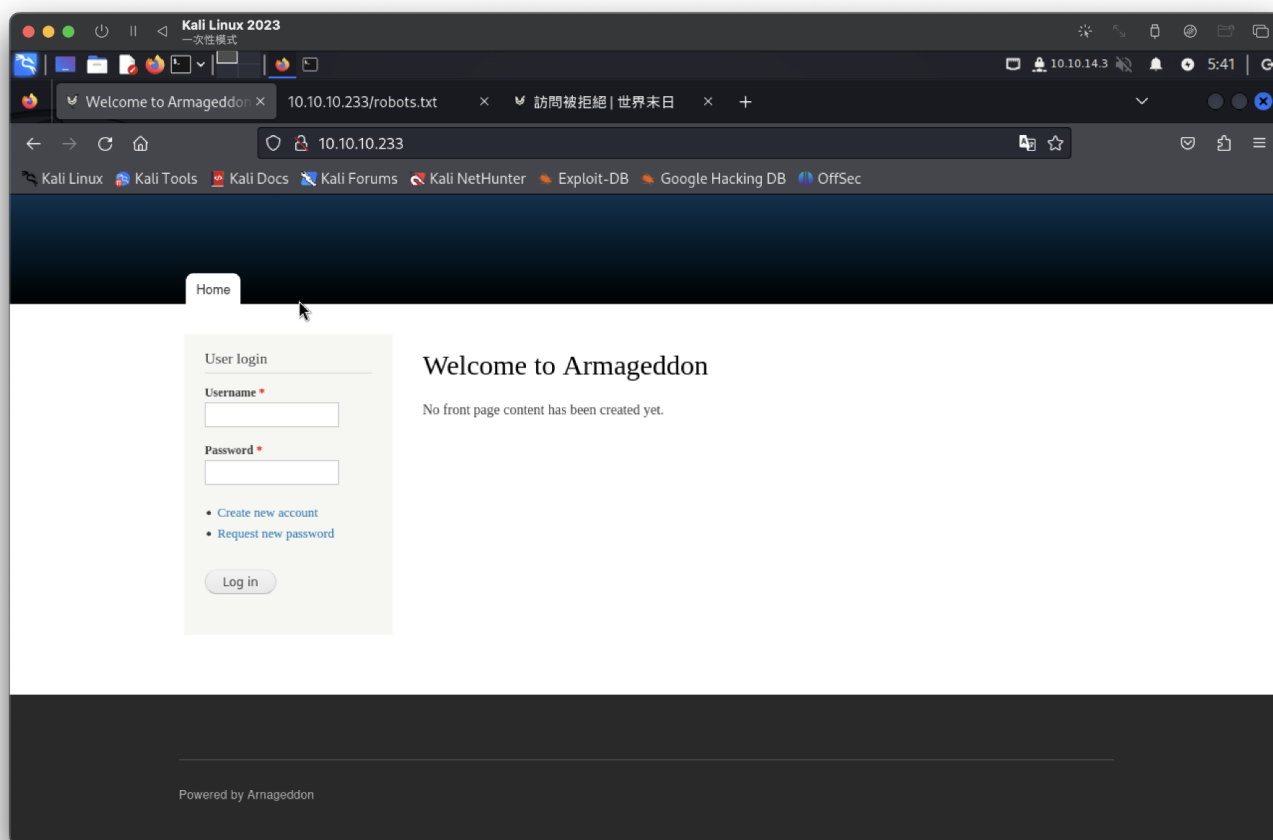 Kali Linux 2023
一次性模式
10.10.14.3
5:41
Welcome to Armageddon
10.10.10.233/robots.txt
訪問被拒絕 | 世界末日
10.10.10.233
Kali Linux
Kali Tools
Kali Docs
Kali Forums
Kali NetHunter
Exploit-DB
Google Hacking DB
OffSec
Home
User login
Welcome to Armageddon
Username *
No front page content has been created yet.
Password *
Create new account
Request new password
Log in
Powered by Arnageddon